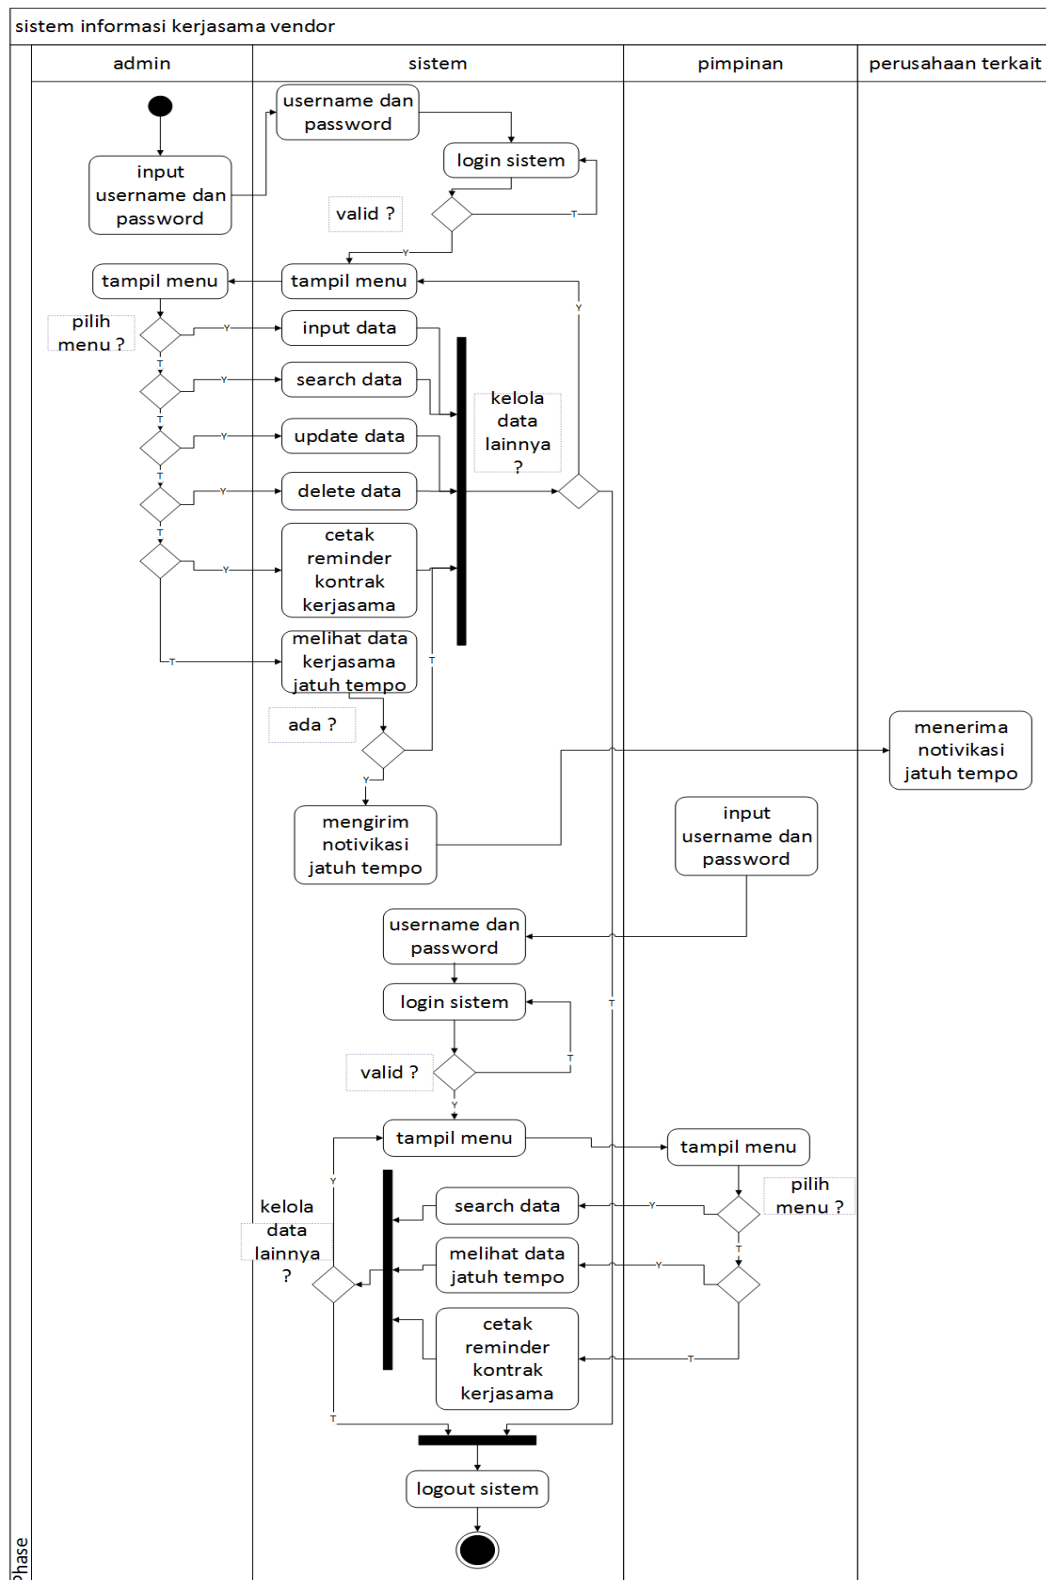 sistem informasi kerjasama vendor
admin
sistem
pimpinan
perusahaan terkait
username dan
password
input
username dan
password
login sistem
valid ?
T
Y
tampil menu
tampil menu
Y
pilih
menu ?
Y
input data
T
Y
search data
kelola
data
lainnya
?
T
Y
update data
T
Y
delete data
T
Y
cetak
reminder
kontrak
kerjasama
T
melihat data
kerjasama
jatuh tempo
T
ada ?
Y
menerima
notivikasi
jatuh tempo
mengirim
notivikasi
jatuh tempo
input
username dan
password
username dan
password
login sistem
T
valid ?
T
Y
tampil menu
tampil menu
Y
pilih
menu ?
kelola
data
lainnya
?
search data
Y
T
melihat data
jatuh tempo
Y
cetak
reminder
kontrak
kerjasama
T
T
logout sistem
Phase